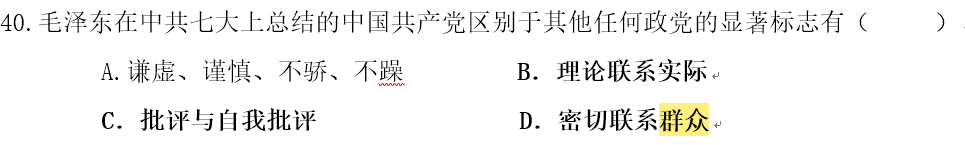 40.毛泽东在中共七大上总结的中国共产党区别于其他任何政党的显著标志有（　　　）
A.谦虚、谨慎、不骄、不躁　　　B．理论联系实际
C．批评与自我批评　　　D．密切联系群众